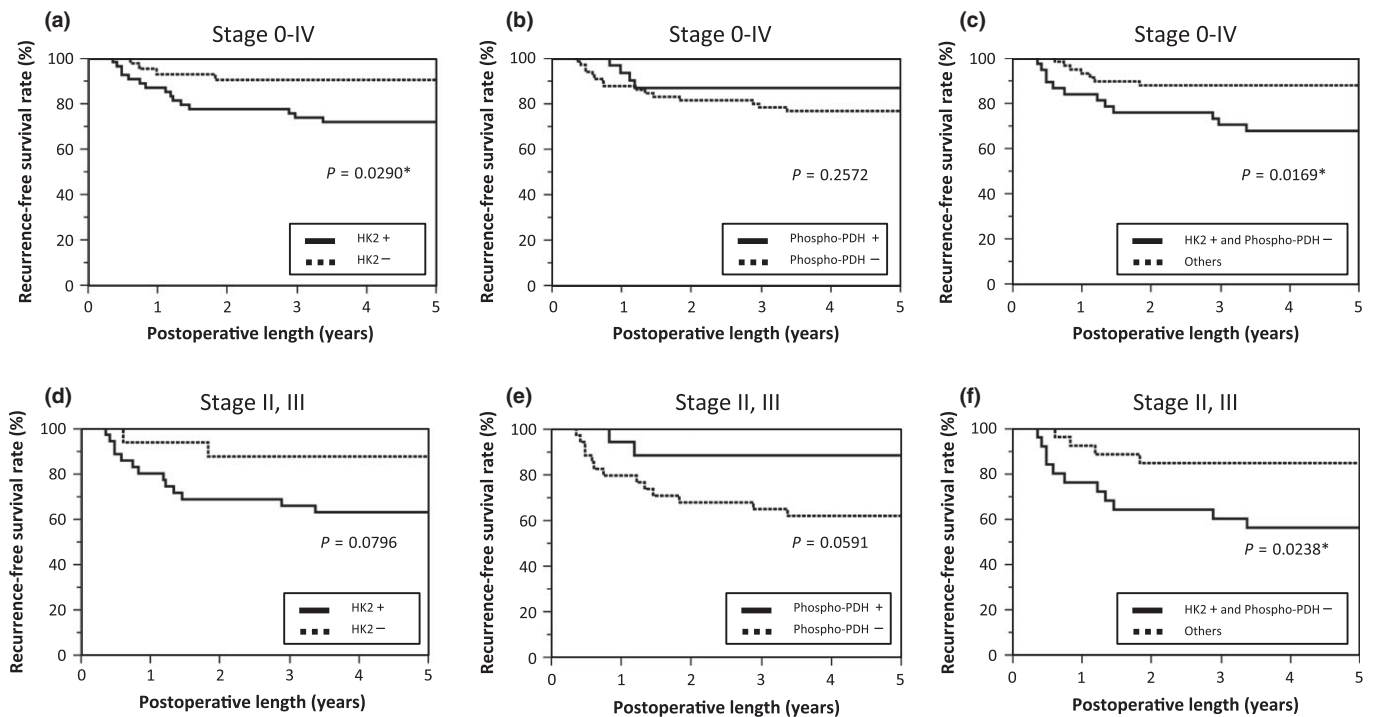 (a)
Stage 0-IV
Recurrence-free survival rate (%)
100
80
60
40
20
0
P = 0.0290*
HK2 +
HK2 −
0 1 2 3 4 5
Postoperative length (years)
(b)
Stage 0-IV
Recurrence-free survival rate (%)
100
80
60
40
20
0
P = 0.2572
Phospho-PDH +
Phospho-PDH −
0 1 2 3 4 5
Postoperative length (years)
(c)
Stage 0-IV
Recurrence-free survival rate (%)
100
80
60
40
20
0
P = 0.0169*
HK2 + and Phospho-PDH −
Others
0 1 2 3 4 5
Postoperative length (years)
(d)
Stage II, III
Recurrence-free survival rate (%)
100
80
60
40
20
0
P = 0.0796
HK2 +
HK2 −
0 1 2 3 4 5
Postoperative length (years)
(e)
Stage II, III
Recurrence-free survival rate (%)
100
80
60
40
20
0
P = 0.0591
Phospho-PDH +
Phospho-PDH −
0 1 2 3 4 5
Postoperative length (years)
(f)
Stage II, III
Recurrence-free survival rate (%)
100
80
60
40
20
0
P = 0.0238*
HK2 + and Phospho-PDH −
Others
0 1 2 3 4 5
Postoperative length (years)